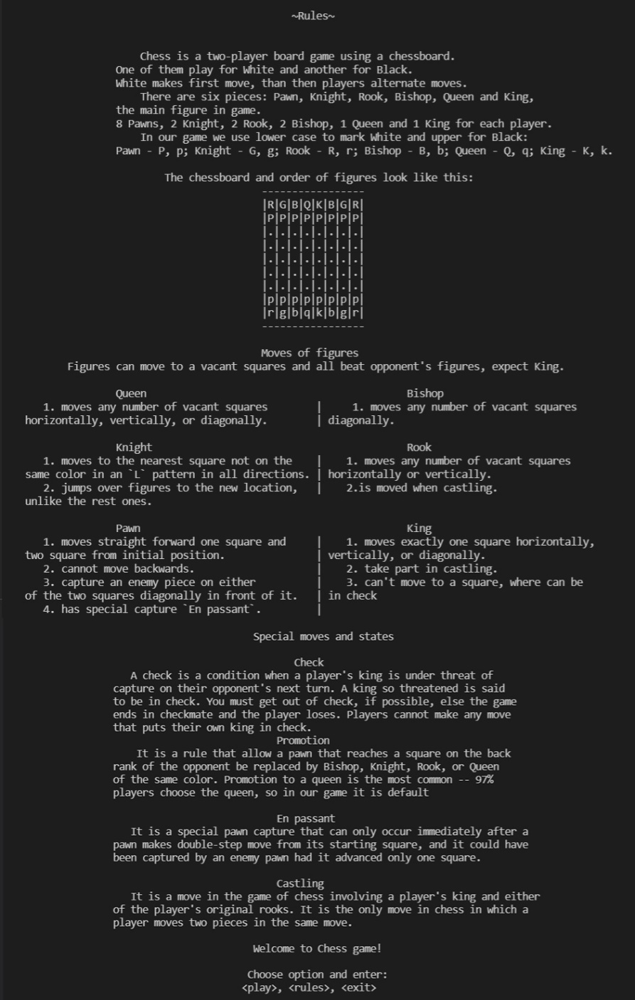 ~Rules~
Chess is a two-player board game using a chessboard.
One of them play for White and another for Black.
White makes first move, than then players alternate moves.
There are six pieces: Pawn, Knight, Rook, Bishop, Queen and King,
the main figure in game.
8 Pawns, 2 Knight, 2 Rook, 2 Bishop, 1 Queen and 1 King for each player.
In our game we use lower case to mark White and upper for Black:
Pawn - P, p; Knight - G, g; Rook - R, r; Bishop - B, b; Queen - Q, q; King - K, k.
The chessboard and order of figures look like this:
-----------------
|R|G|B|Q|K|B|G|R|
|P|P|P|P|P|P|P|P|
|.|.|.|.|.|.|.|.|
|.|.|.|.|.|.|.|.|
|.|.|.|.|.|.|.|.|
|.|.|.|.|.|.|.|.|
|.|.|.|.|.|.|.|.|
|p|p|p|p|p|p|p|p|
|r|g|b|q|k|b|g|r|
-----------------
Moves of figures
Figures can move to a vacant squares and all beat opponent's figures, expect King.
Queen Bishop
1. moves any number of vacant squares | 1. moves any number of vacant squares
horizontally, vertically, or diagonally. | diagonally.
Knight Rook
1. moves to the nearest square not on the | 1. moves any number of vacant squares
same color in an `L` pattern in all directions. | horizontally or vertically.
2. jumps over figures to the new location, | 2.is moved when castling.
unlike the rest ones.
Pawn King
1. moves straight forward one square and | 1. moves exactly one square horizontally,
two square from initial position. | vertically, or diagonally.
2. cannot move backwards. | 2. take part in castling.
3. capture an enemy piece on either | 3. can't move to a square, where can be
of the two squares diagonally in front of it. | in check
4. has special capture `En passant`. |
Special moves and states
Check
A check is a condition when a player's king is under threat of
capture on their opponent's next turn. A king so threatened is said
to be in check. You must get out of check, if possible, else the game
ends in checkmate and the player loses. Players cannot make any move
that puts their own king in check.
Promotion
It is a rule that allow a pawn that reaches a square on the back
rank of the opponent be replaced by Bishop, Knight, Rook, or Queen
of the same color. Promotion to a queen is the most common -- 97%
players choose the queen, so in our game it is default
En passant
It is a special pawn capture that can only occur immediately after a
pawn makes double-step move from its starting square, and it could have
been captured by an enemy pawn had it advanced only one square.
Castling
It is a move in the game of chess involving a player's king and either
of the player's original rooks. It is the only move in chess in which a
player moves two pieces in the same move.
Welcome to Chess game!
Choose option and enter:
<play>, <rules>, <exit>